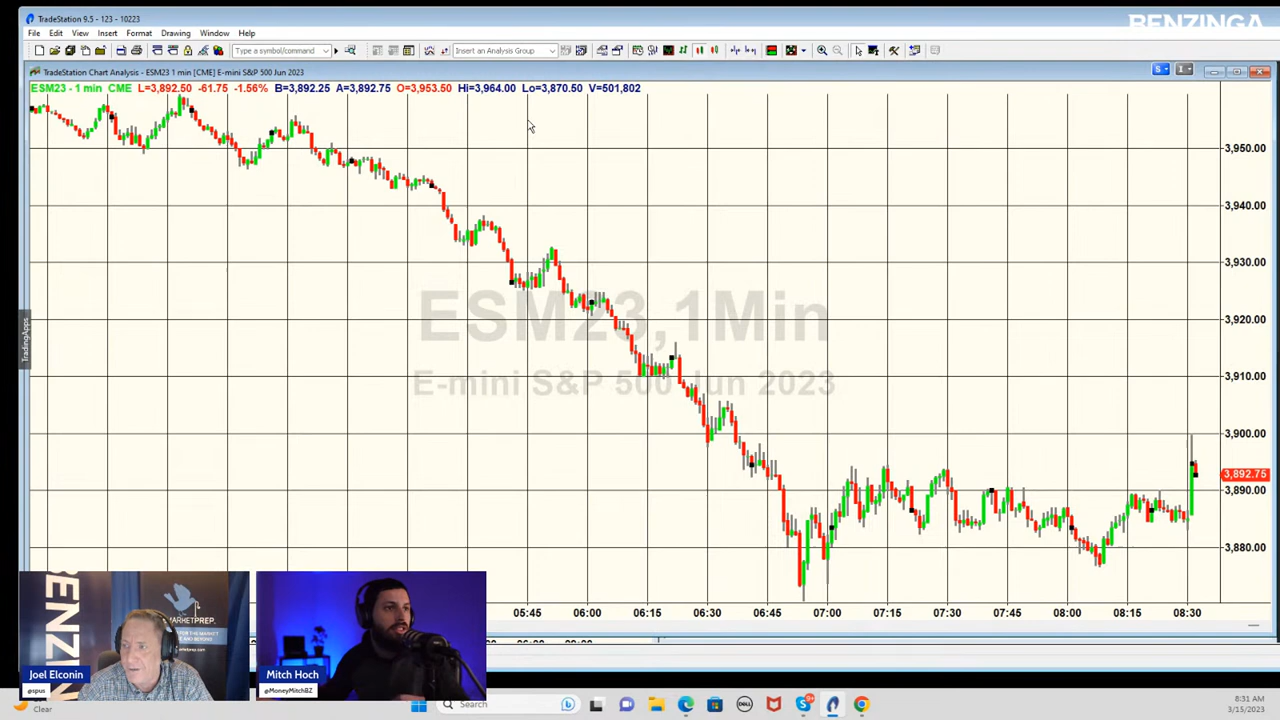 TradeStation 9.5 - 123 - 10223
BENZINGA
File Edit View Insert Format Drawing Window Help
Type a symbol/command
Insert an Analysis Group
TradeStation Chart Analysis - ESM23 1 min [CME] E-mini S&P 500 Jun 2023
ESM23 - 1 min CME L=3,892.50 -61.75 -1.56% B=3,892.25 A=3,892.75 O=3,953.50 Hi=3,964.00 Lo=3,870.50 V=501,802
3,950.00
3,940.00
3,930.00
ESM23,1Min
3,920.00
TradingApps
E-mini S&P 500 Jun 2023
3,910.00
3,900.00
3,892.75
3,890.00
3,880.00
BENZIN
MARKETPREP.
05:45 06:00 06:15 06:30 06:45 07:00 07:15 07:30 07:45 08:00 08:15 08:30
Joel Elconin
@spus
Mitch Hoch
@MoneyMitchBZ
Clear
Search
DELL
8:31 AM
3/15/2023